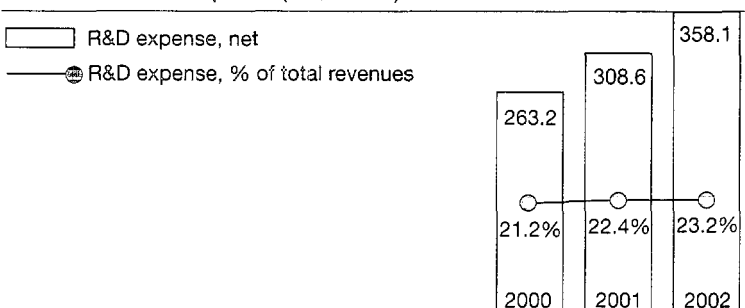 R&D expense, net
R&D expense, % of total revenues
358.1
308.6
263.2
21.2% 22.4% 23.2%
2000 2001 2002